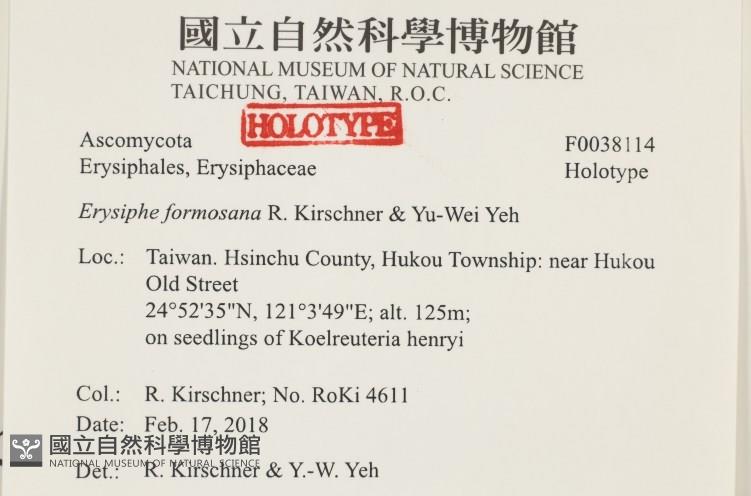 國立自然科學博物館
NATIONAL MUSEUM OF NATURAL SCIENCE
TAICHUNG, TAIWAN, R.O.C.
HOLOTYPE
Ascomycota F0038114
Erysiphales, Erysiphaceae Holotype
Erysiphe formosana R. Kirschner & Yu-Wei Yeh
Loc.: Taiwan. Hsinchu County, Hukou Township: near Hukou
Old Street
24°52'35"N, 121°3'49"E; alt. 125m;
on seedlings of Koelreuteria henryi
Col.: R. Kirschner; No. RoKi 4611
Date: Feb. 17, 2018
國立自然科學博物館
NATIONAL MUSEUM OF NATURAL SCIENCE
Det.: R. Kirschner & Y.-W. Yeh